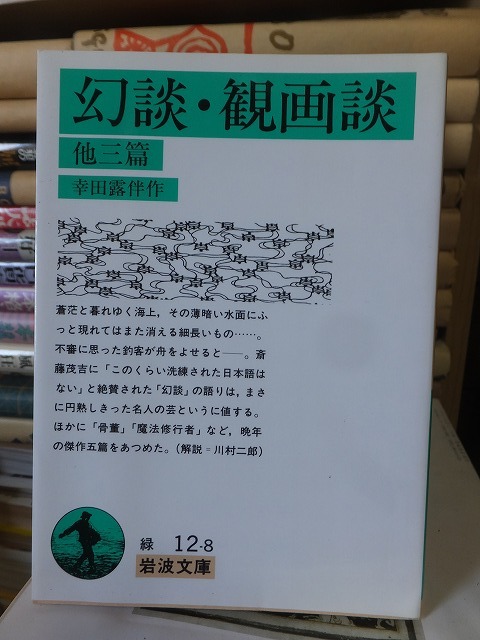 幻談・観画談
他三篇
幸田露伴作
蒼茫と暮れゆく海上，その薄暗い水面にふ
っと現れてはまた消える細長いもの……。
不審に思った釣客が舟をよせると――。斎
藤茂吉に「このくらい洗練された日本語は
ない」と絶賛された「幻談」の語りは，まさ
に円熟しきった名人の芸というに値する。
ほかに「骨董」「魔法修行者」など，晩年
の傑作五篇をあつめた。（解説＝川村二郎）
緑 12-8
岩波文庫